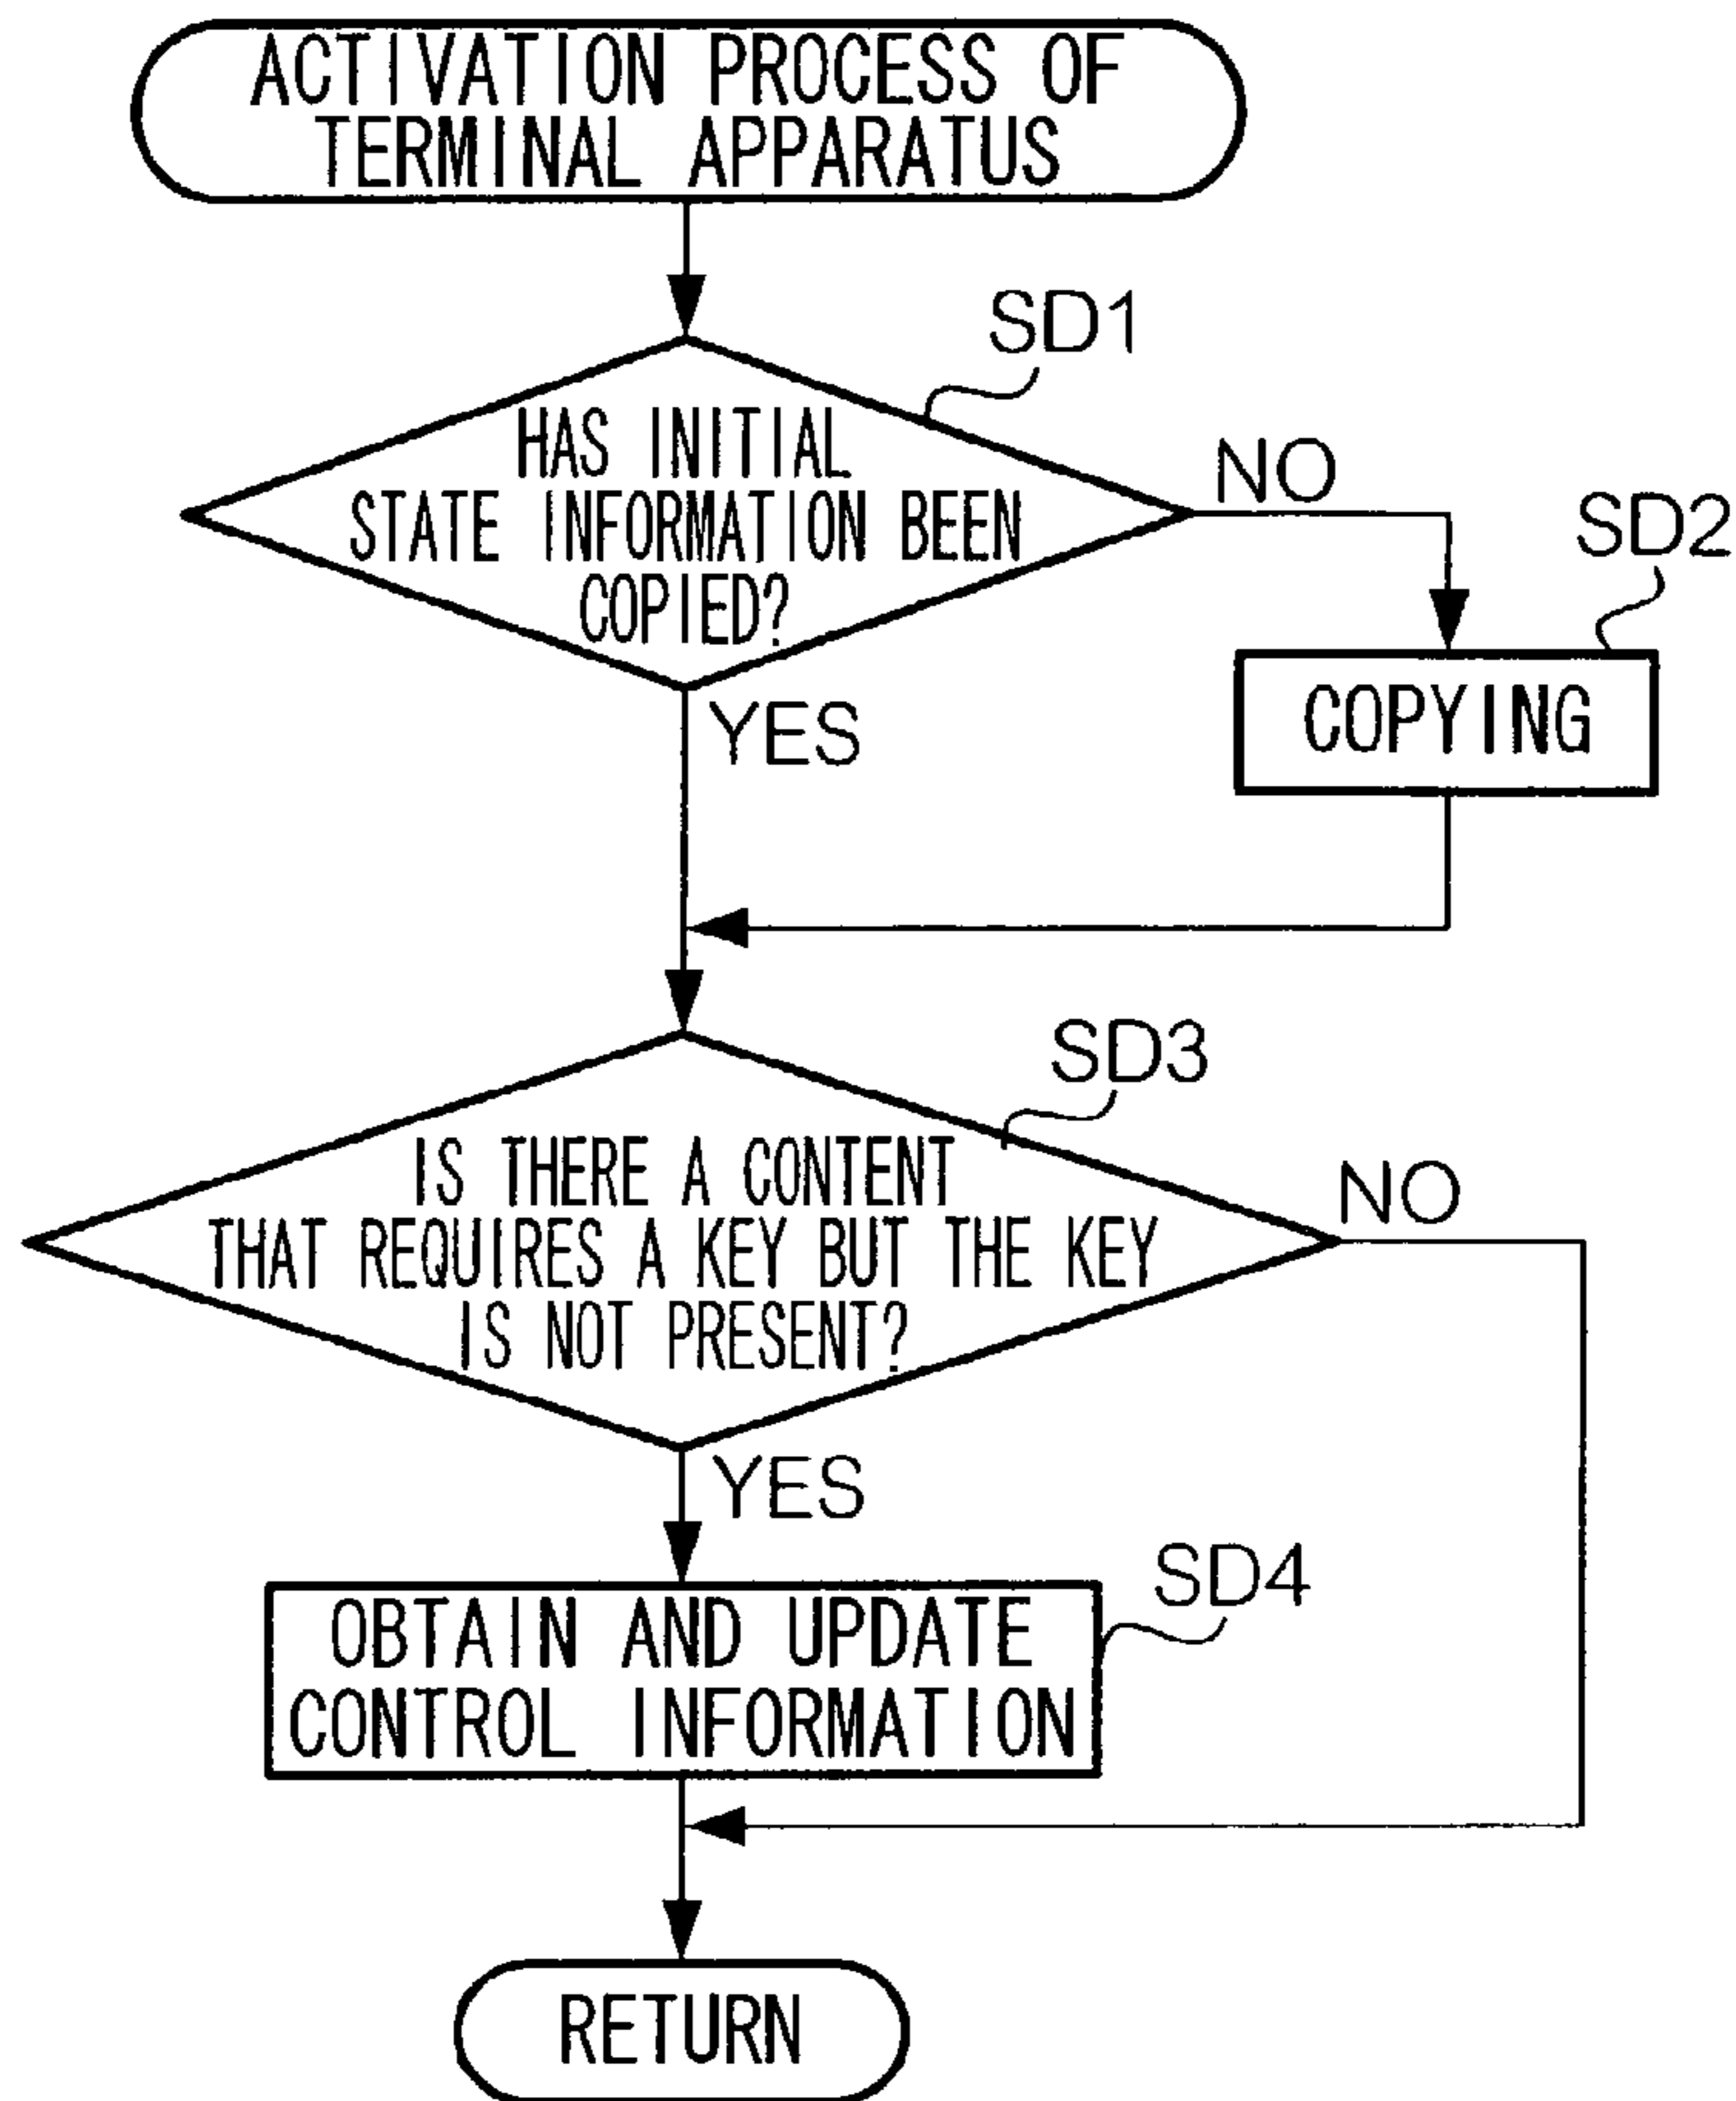 ACTIVATION PROCESS OF
TERMINAL APPARATUS
SD1
HAS INITIAL
STATE INFORMATION BEEN
COPIED?
NO
SD2
COPYING
YES
SD3
IS THERE A CONTENT
THAT REQUIRES A KEY BUT THE KEY
IS NOT PRESENT?
NO
YES
SD4
OBTAIN AND UPDATE
CONTROL INFORMATION
RETURN